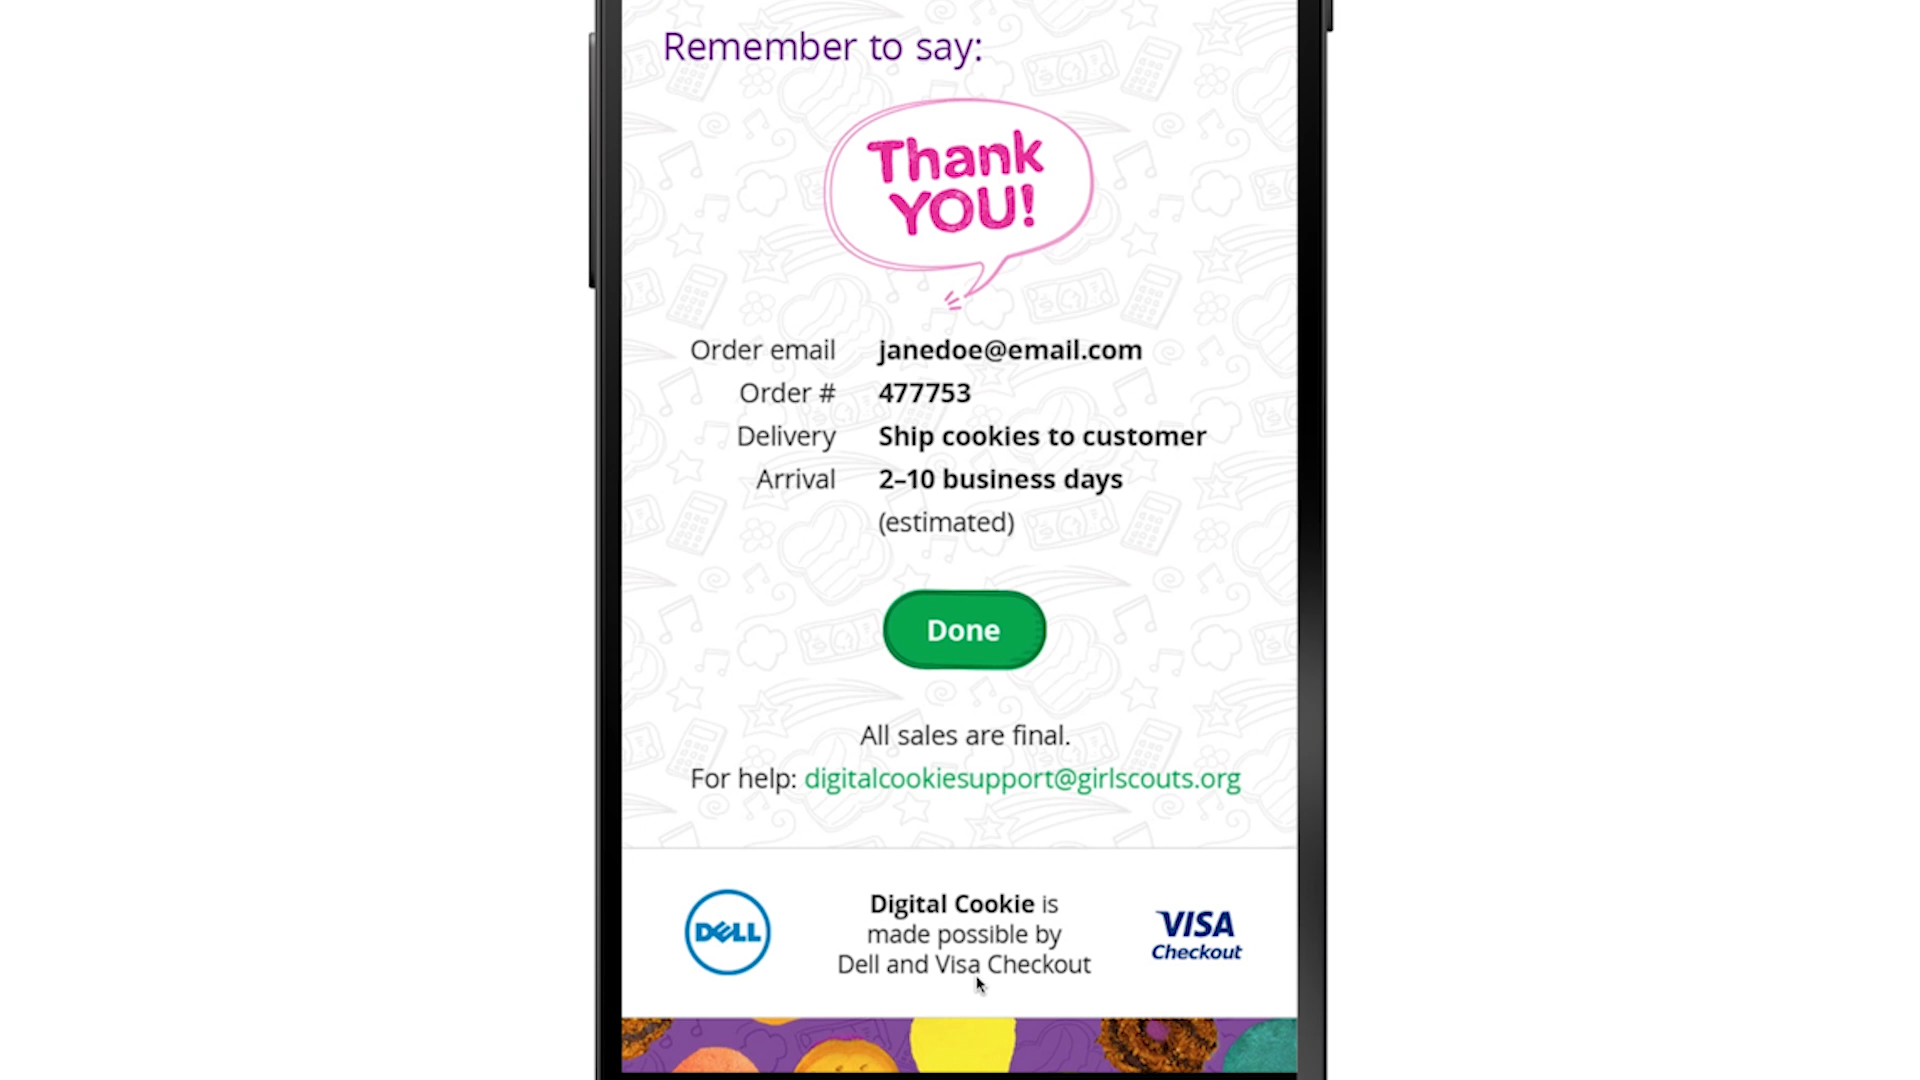 Remember to say:
Thank
YOU!
Order email janedoe@email.com
Order # 477753
Delivery Ship cookies to customer
Arrival 2–10 business days
(estimated)
Done
All sales are final.
For help: digitalcookiesupport@girlscouts.org
DELL
Digital Cookie is
made possible by
Dell and Visa Checkout
VISA
Checkout